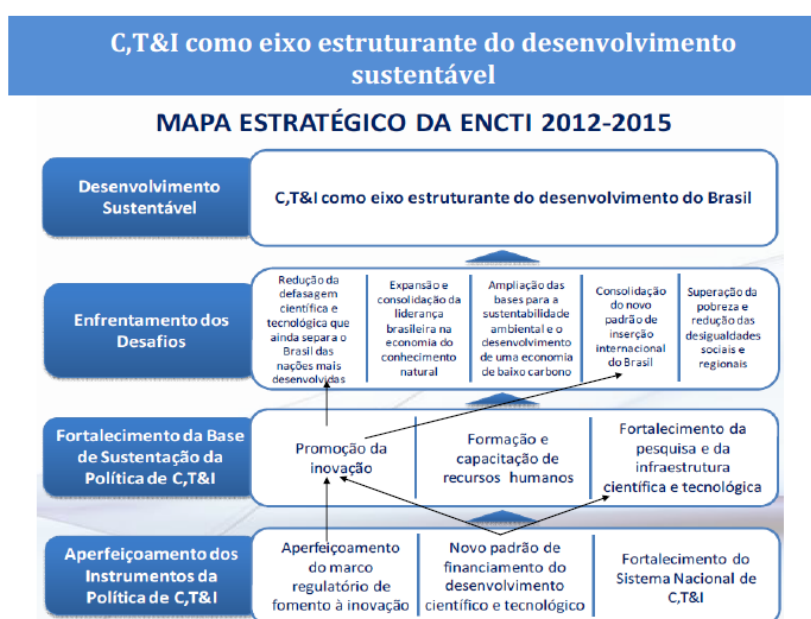 C,T&I como eixo estruturante do desenvolvimento
sustentável
MAPA ESTRATÉGICO DA ENCTI 2012-2015
Desenvolvimento
Sustentável
C,T&I como eixo estruturante do desenvolvimento do Brasil
Enfrentamento dos
Desafios
Redução da
defasagem
científica e
tecnológica que
ainda separa o
Brasil das
nações mais
desenvolvidas
Expansão e
consolidação da
liderança
brasileira na
economia do
conhecimento
natural
Ampliação das
bases para a
sustentabilidade
ambiental e o
desenvolvimento
de uma economia
de baixo carbono
Consolidação
do novo
padrão de
inserção
internacional
do Brasil
Superação da
pobreza e
redução das
desigualdades
sociais e
regionais
Fortalecimento da Base
de Sustentação da
Política de C,T&I
Promoção da
inovação
Formação e
capacitação de
recursos humanos
Fortalecimento da
pesquisa e da
infraestrutura
científica e tecnológica
Aperfeiçoamento dos
Instrumentos da
Política de C,T&I
Aperfeiçoamento
do marco
regulatório de
fomento à inovação
Novo padrão de
financiamento do
desenvolvimento
científico e tecnológico
Fortalecimento do
Sistema Nacional de
C,T&I